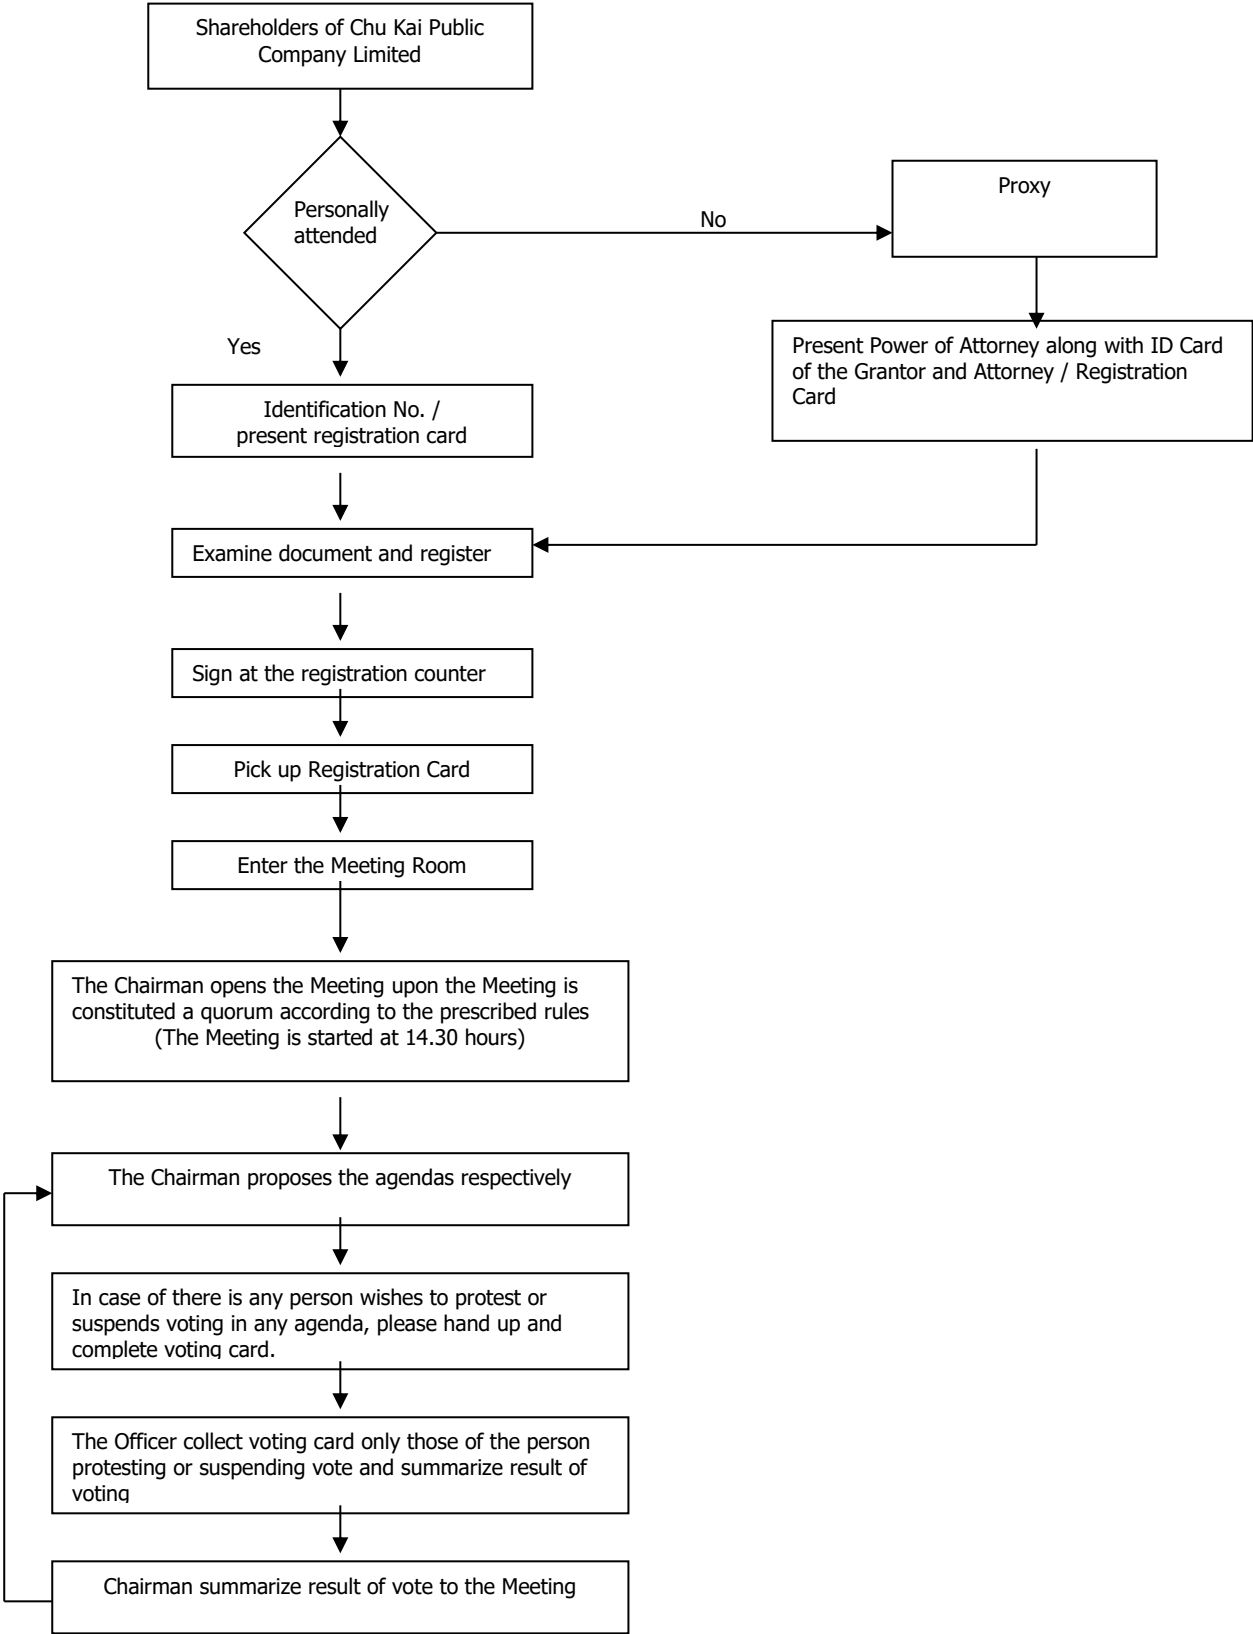 Shareholders of Chu Kai Public
Company Limited
Personally
attended
No
Proxy
Yes
Present Power of Attorney along with ID Card
of the Grantor and Attorney / Registration
Card
Identification No. /
present registration card
Examine document and register
Sign at the registration counter
Pick up Registration Card
Enter the Meeting Room
The Chairman opens the Meeting upon the Meeting is
constituted a quorum according to the prescribed rules
(The Meeting is started at 14.30 hours)
The Chairman proposes the agendas respectively
In case of there is any person wishes to protest or
suspends voting in any agenda, please hand up and
complete voting card.
The Officer collect voting card only those of the person
protesting or suspending vote and summarize result of
voting
Chairman summarize result of vote to the Meeting